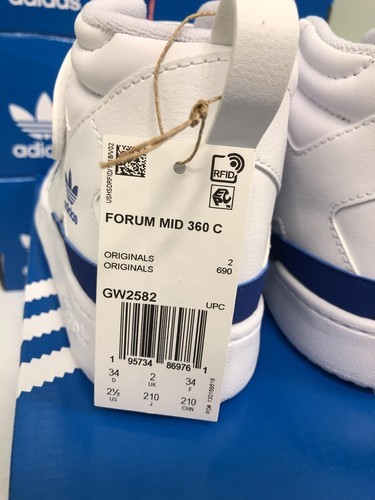 adidas
adidas
adidas
RFID
FORUM MID 360 C
ORIGINALS 2
ORIGINALS 690
GW2582
UPC
1 95734 86976 1
34 2 34
D UK F
2½ 210 210
US J CHN